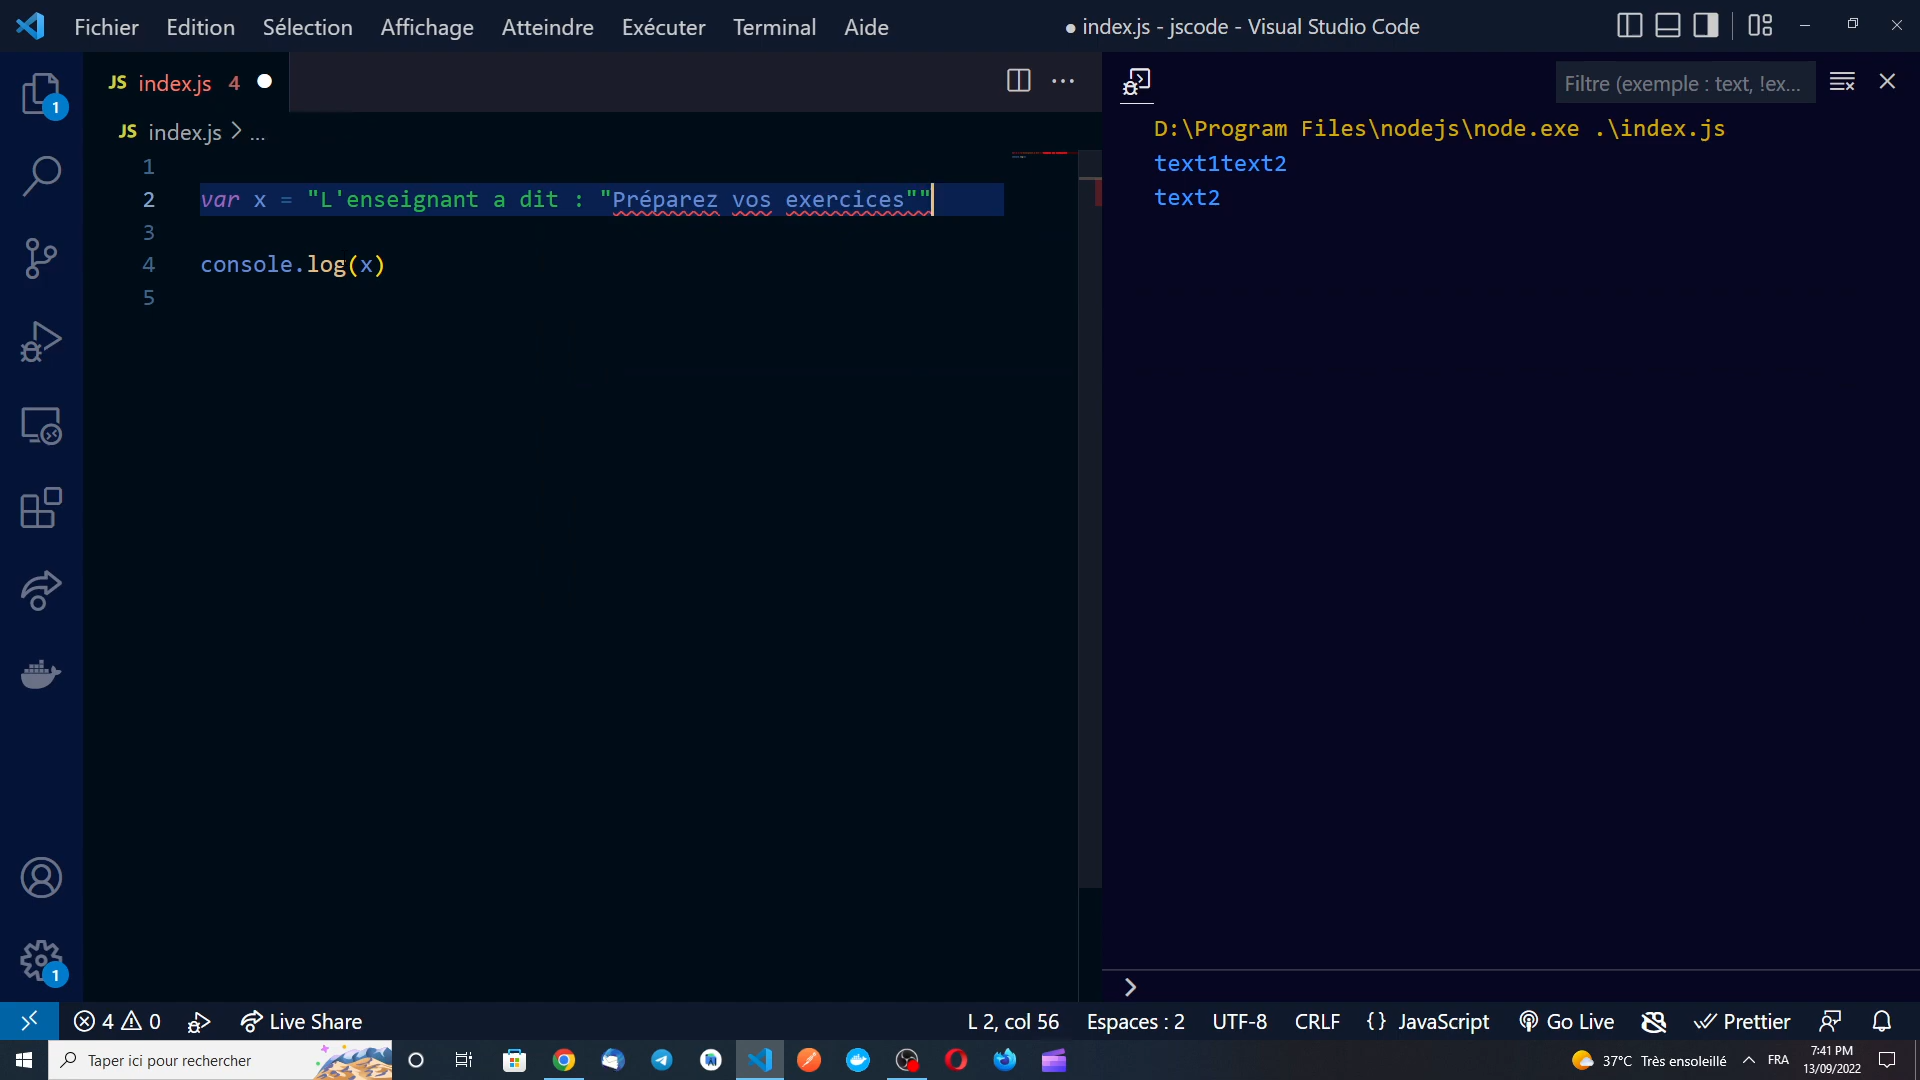 Fichier Edition Sélection Affichage Atteindre Exécuter Terminal Aide
● index.js - jscode - Visual Studio Code
JS index.js 4
Filtre (exemple : text, !ex...
JS index.js > ...
1
2 var x = "L'enseignant a dit : "Préparez vos exercices""
3
4 console.log(x)
5
D:\Program Files\nodejs\node.exe .\index.js
text1text2
text2
1
1
4 0 Live Share
L 2, col 56 Espaces : 2 UTF-8 CRLF {} JavaScript Go Live Prettier
Taper ici pour rechercher
37°C Très ensoleillé
FRA
7:41 PM
13/09/2022